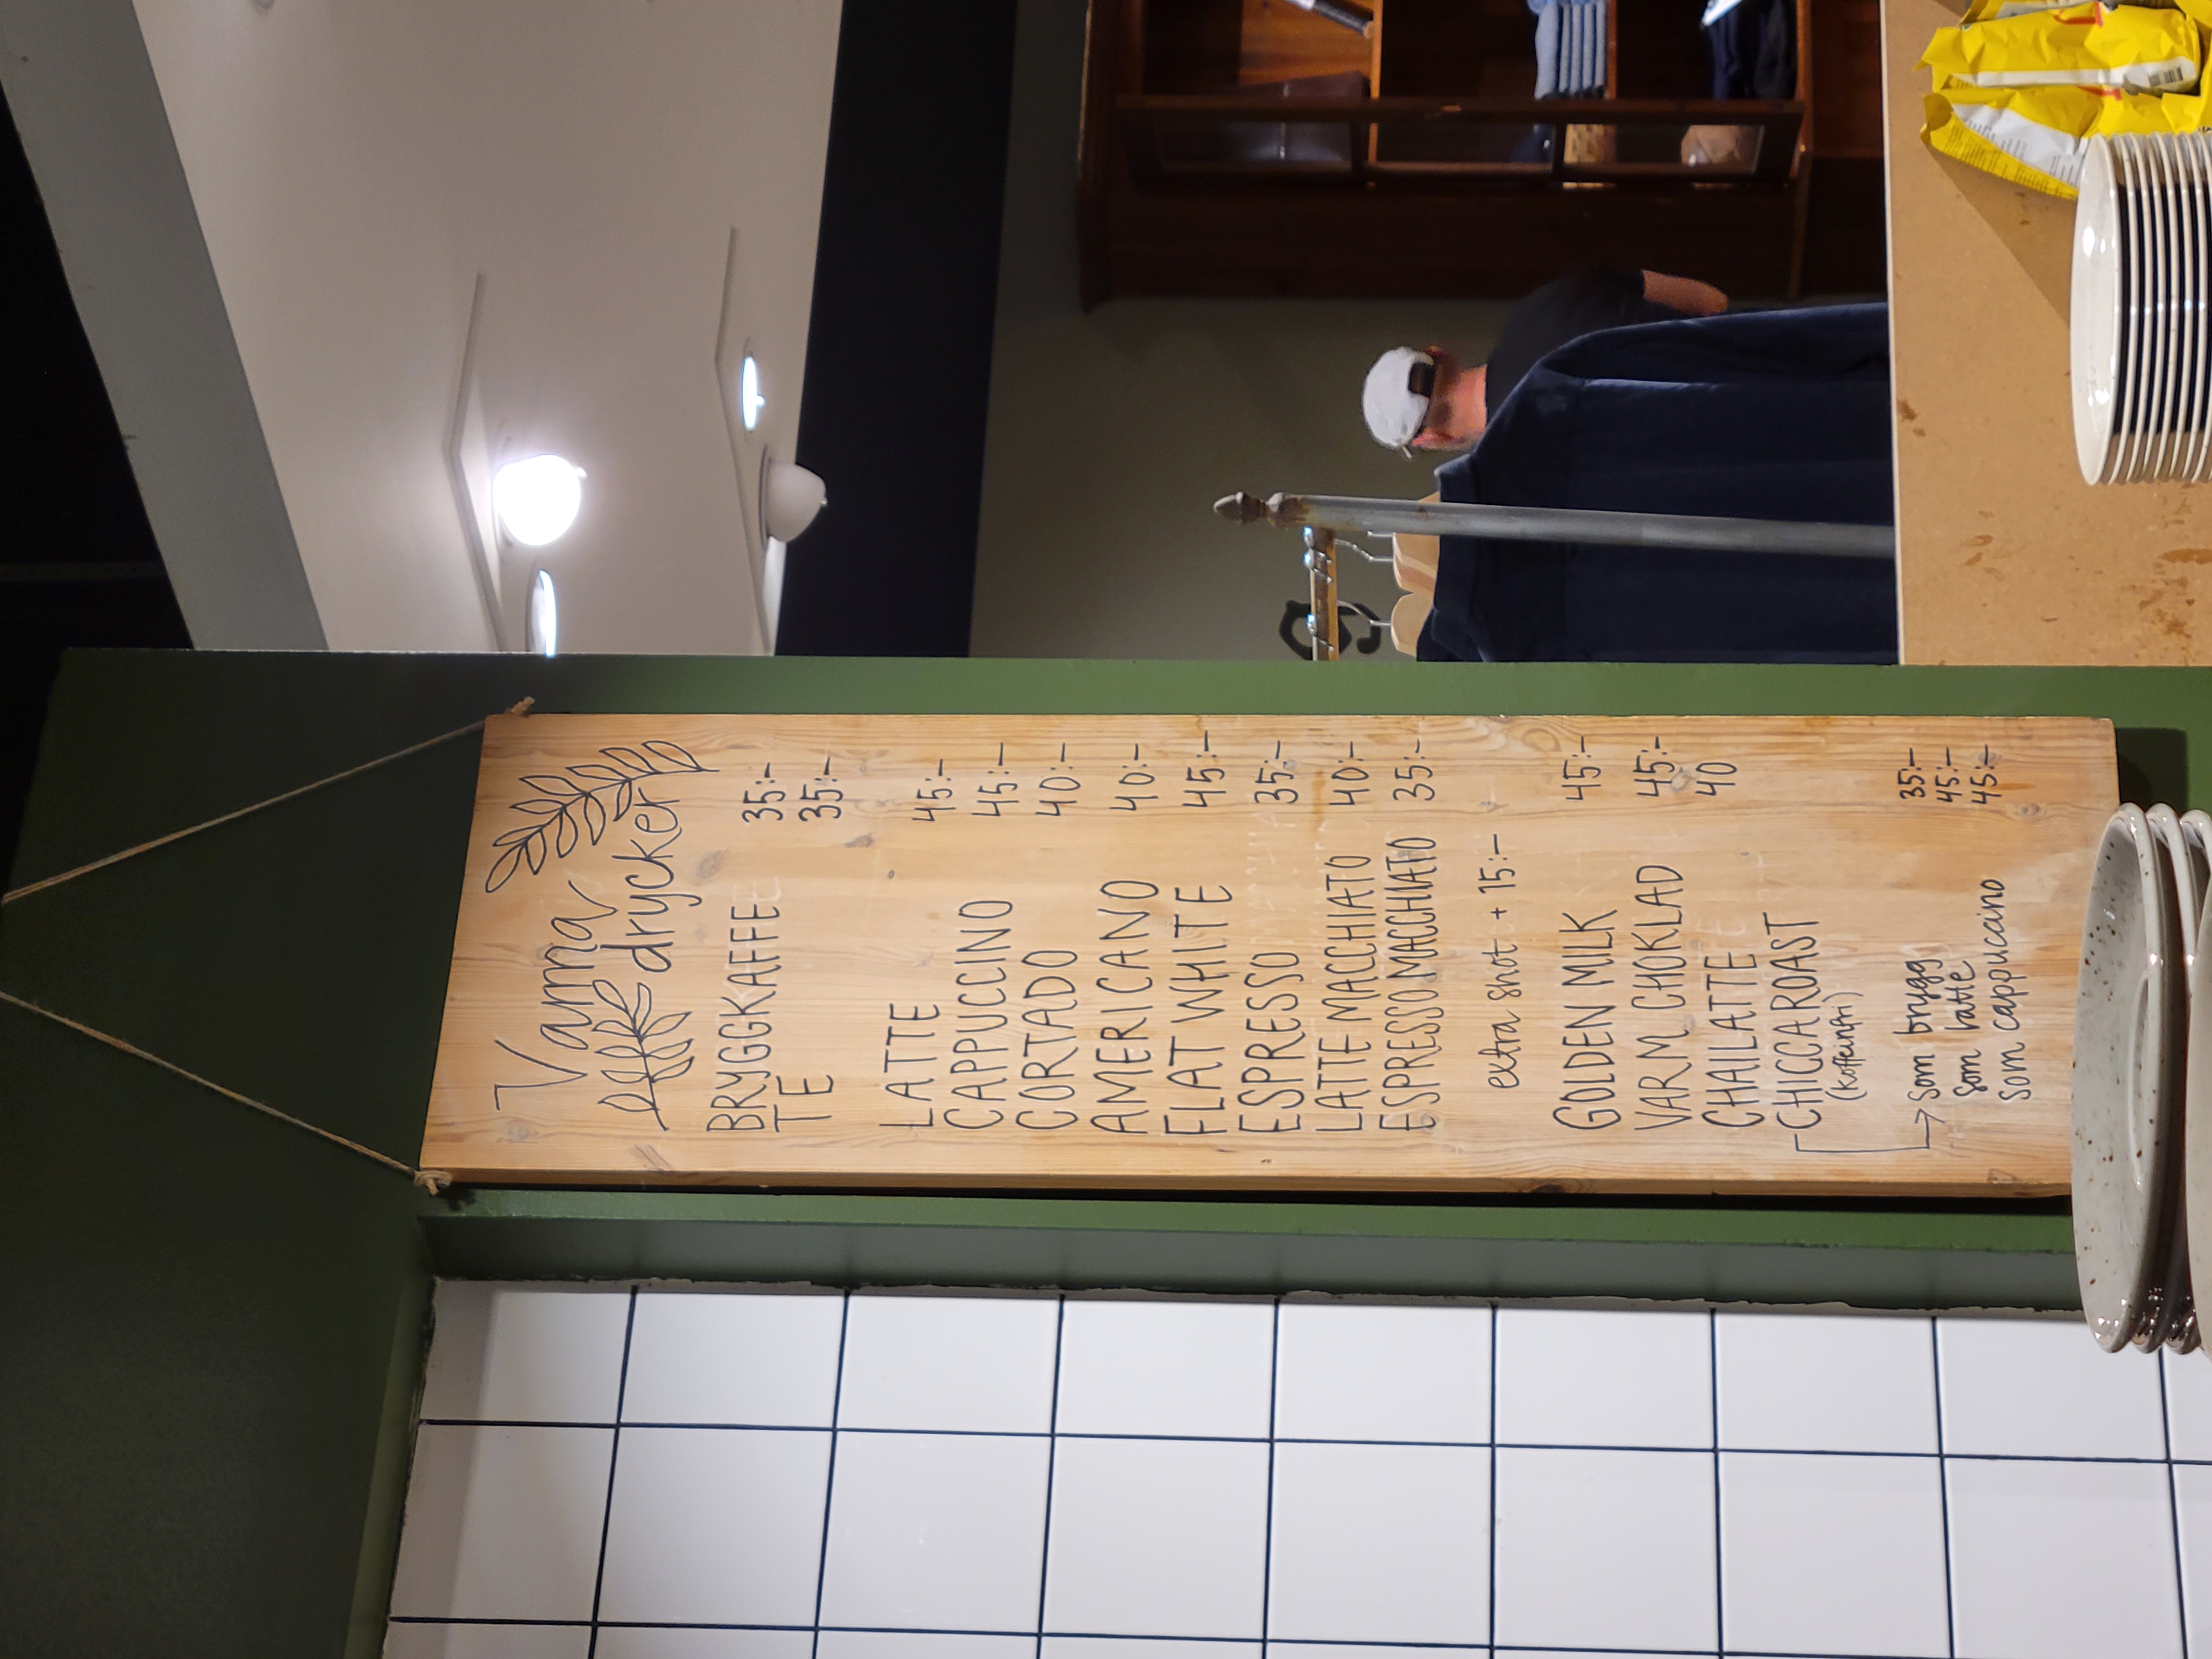 Varma
drycker
BRYGGKAFFE 35:-
TE 35:-
LATTE 45:-
CAPPUCCINO 45:-
CORTADO 40:-
AMERICANO 40:-
FLAT WHITE 45:-
ESPRESSO 35:-
LATTE MACCHIATO 40:-
ESPRESSO MACCHIATO 35:-
extra shot + 15:-
GOLDEN MILK 45:-
VARM CHOKLAD 45:-
CHAILATTE 40
CHICCAROAST
(koffeinfri)
som brygg 35:-
som latte 45:-
som cappuccino 45:-